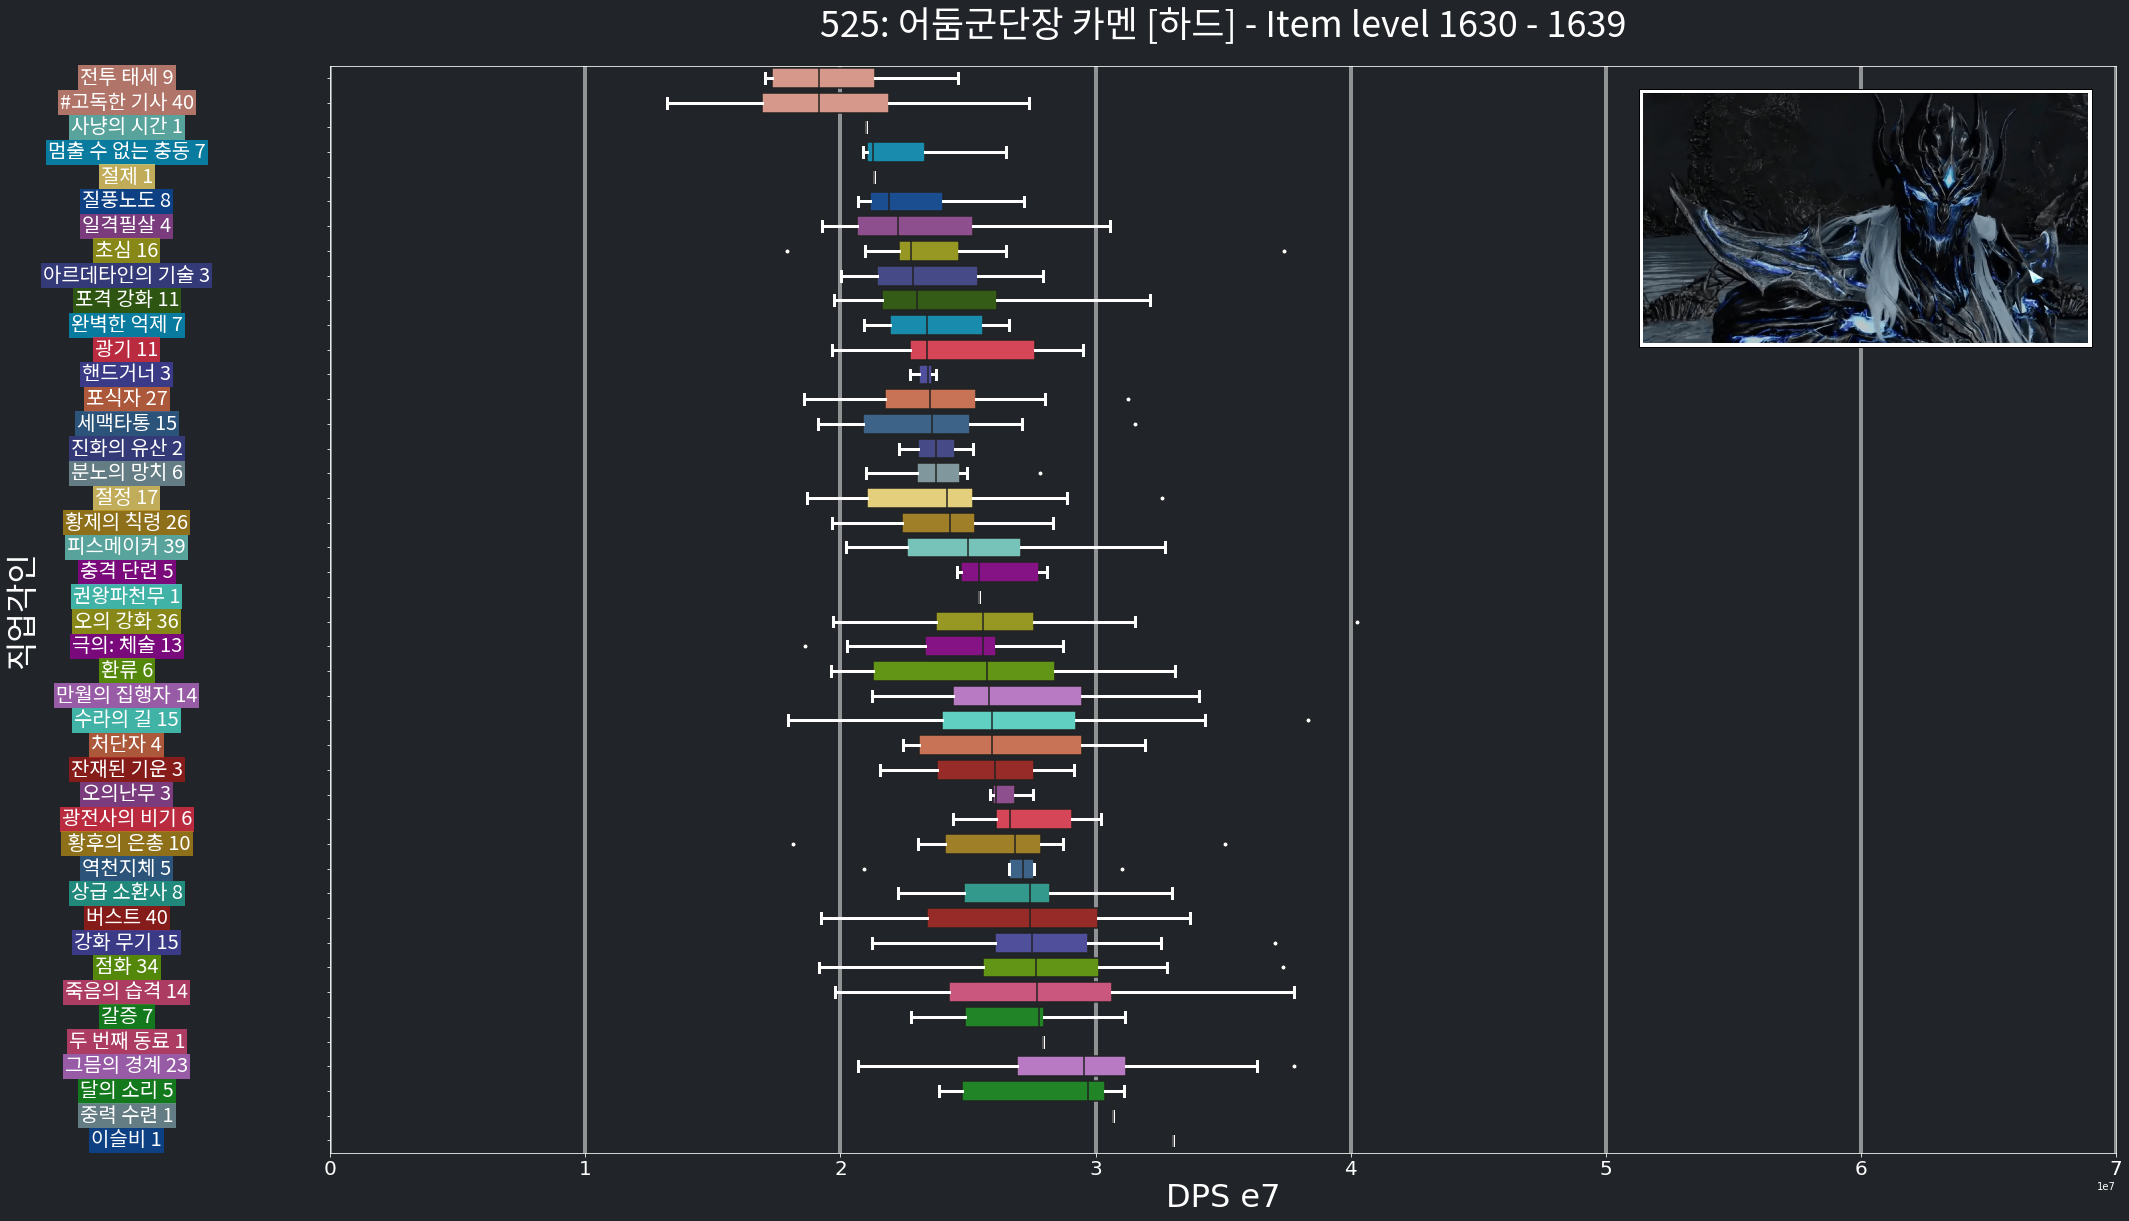 525: 어둠군단장 카멘 [하드] - Item level 1630 - 1639
직업각인
전투 태세 9
#고독한 기사 40
사냥의 시간 1
멈출 수 없는 충동 7
절제 1
질풍노도 8
일격필살 4
초심 16
아르데타인의 기술 3
포격 강화 11
완벽한 억제 7
광기 11
핸드거너 3
포식자 27
세맥타통 15
진화의 유산 2
분노의 망치 6
절정 17
황제의 칙령 26
피스메이커 39
충격 단련 5
권왕파천무 1
오의 강화 36
극의: 체술 13
환류 6
만월의 집행자 14
수라의 길 15
처단자 4
잔재된 기운 3
오의난무 3
광전사의 비기 6
황후의 은총 10
역천지체 5
상급 소환사 8
버스트 40
강화 무기 15
점화 34
죽음의 습격 14
갈증 7
두 번째 동료 1
그믐의 경계 23
달의 소리 5
중력 수련 1
이슬비 1
0 1 2 3 4 5 6 7
1e7
DPS e7